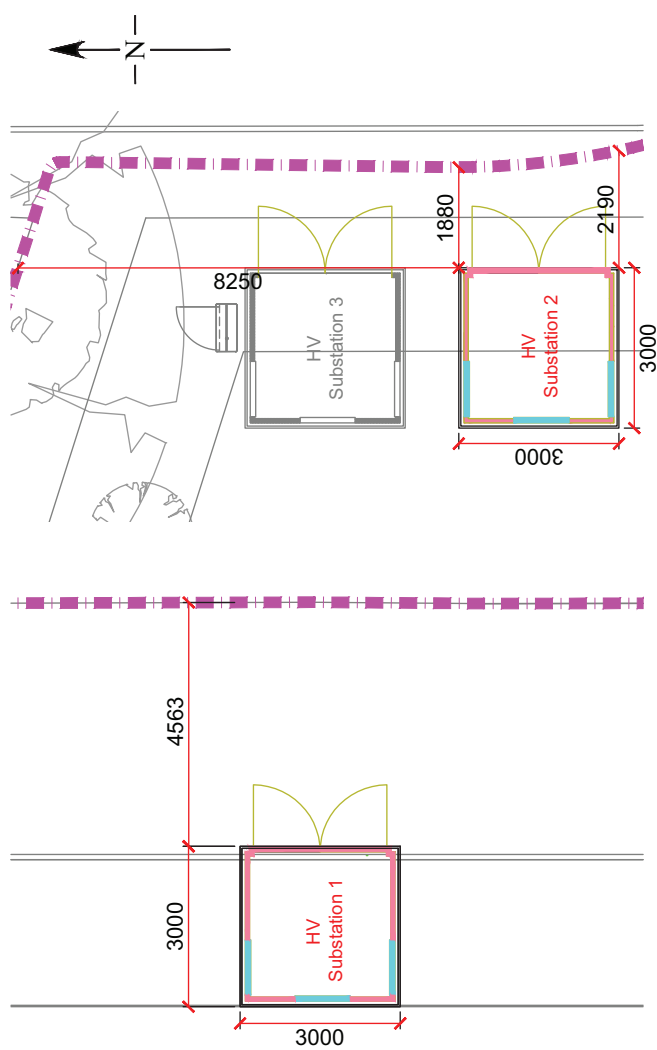 N
1880
2190
8250
HV
Substation 3
HV
Substation 2
3000
3000
4563
HV
Substation 1
3000
3000